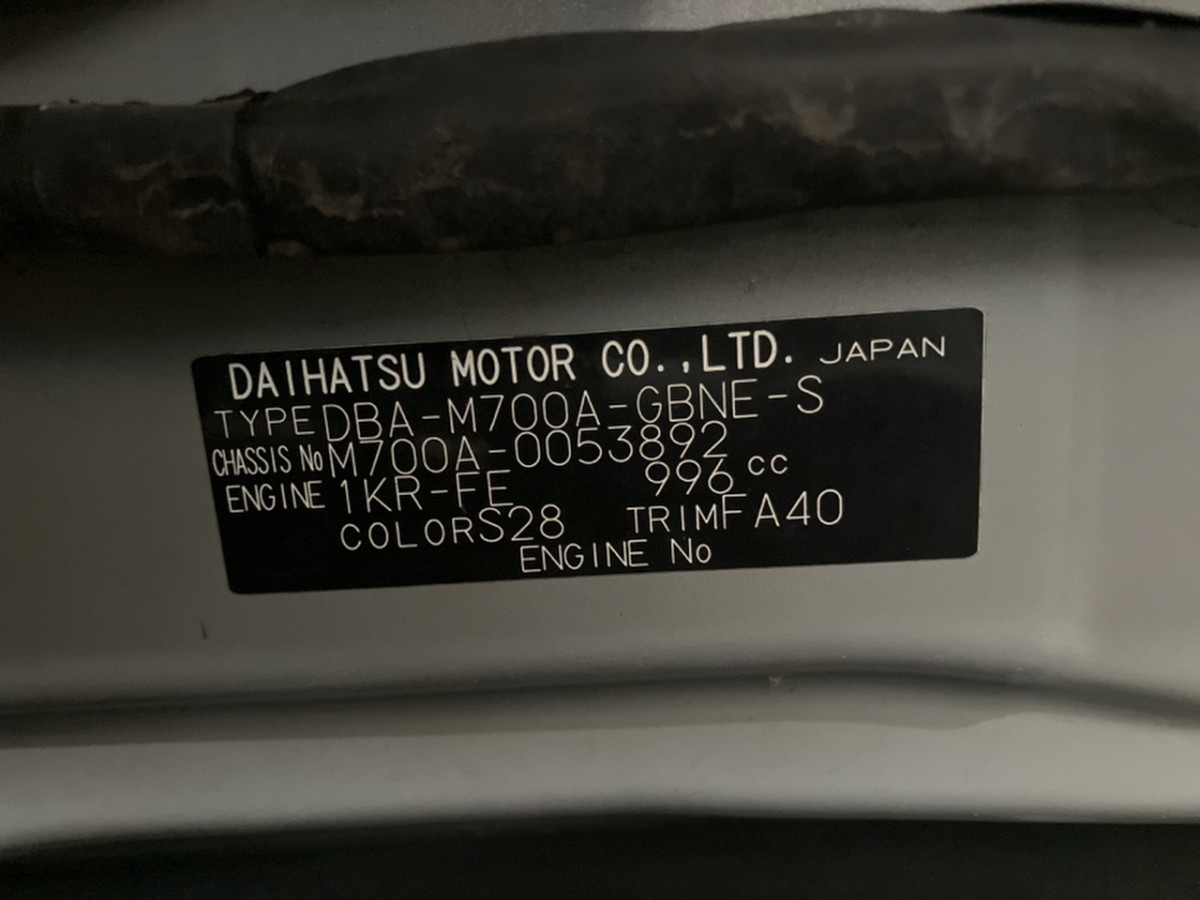 DAIHATSU MOTOR CO.,LTD. JAPAN
TYPE DBA-M700A-GBNE-S
CHASSIS No M700A-0053892
ENGINE 1KR-FE 996 cc
COLOR S28 TRIM FA40
ENGINE No